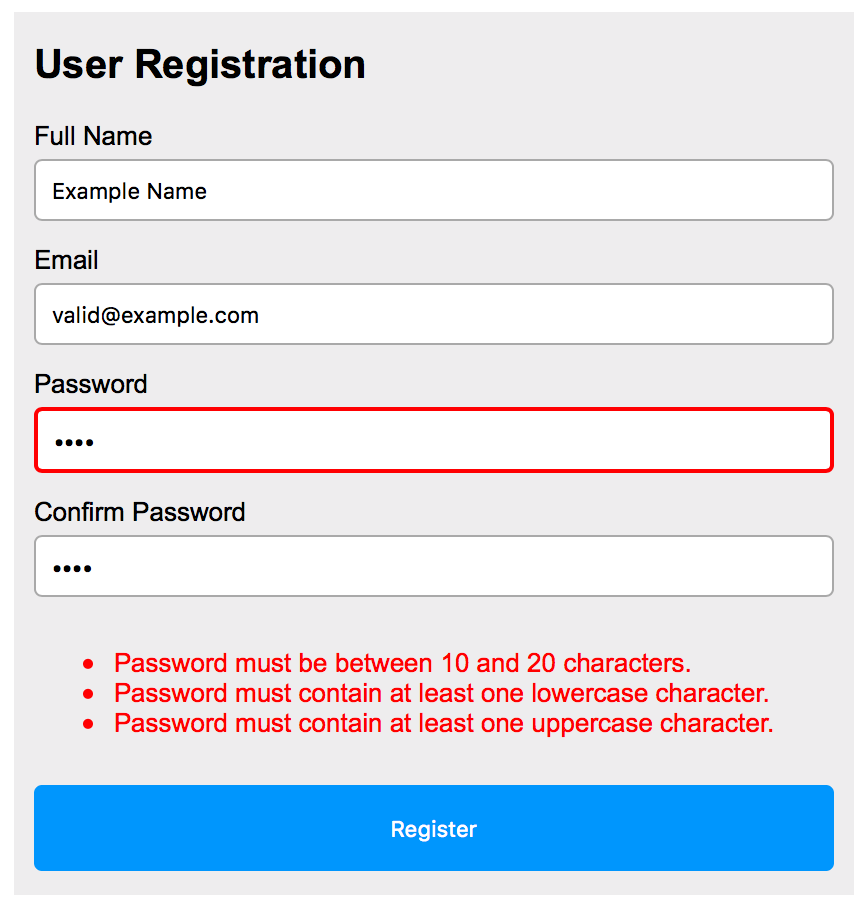 User Registration
Full Name
Example Name
Email
valid@example.com
Password
••••
Confirm Password
••••
• Password must be between 10 and 20 characters.
• Password must contain at least one lowercase character.
• Password must contain at least one uppercase character.
Register